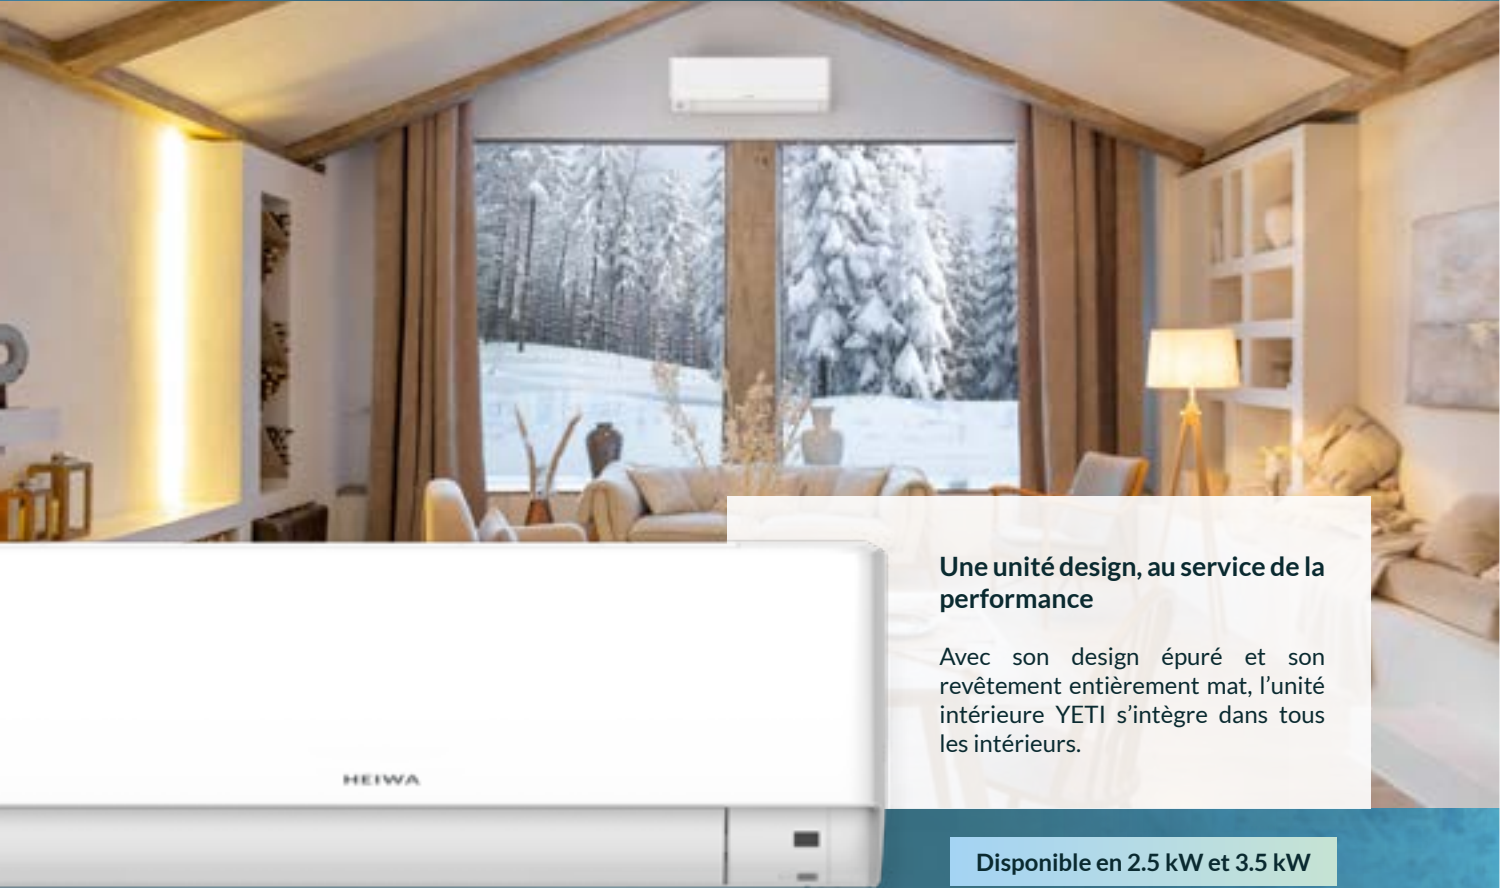 Une unité design, au service de la
performance
Avec son design épuré et son
revêtement entièrement mat, l’unité
intérieure YETI s’intègre dans tous
les intérieurs.
HEIWA
Disponible en 2.5 kW et 3.5 kW